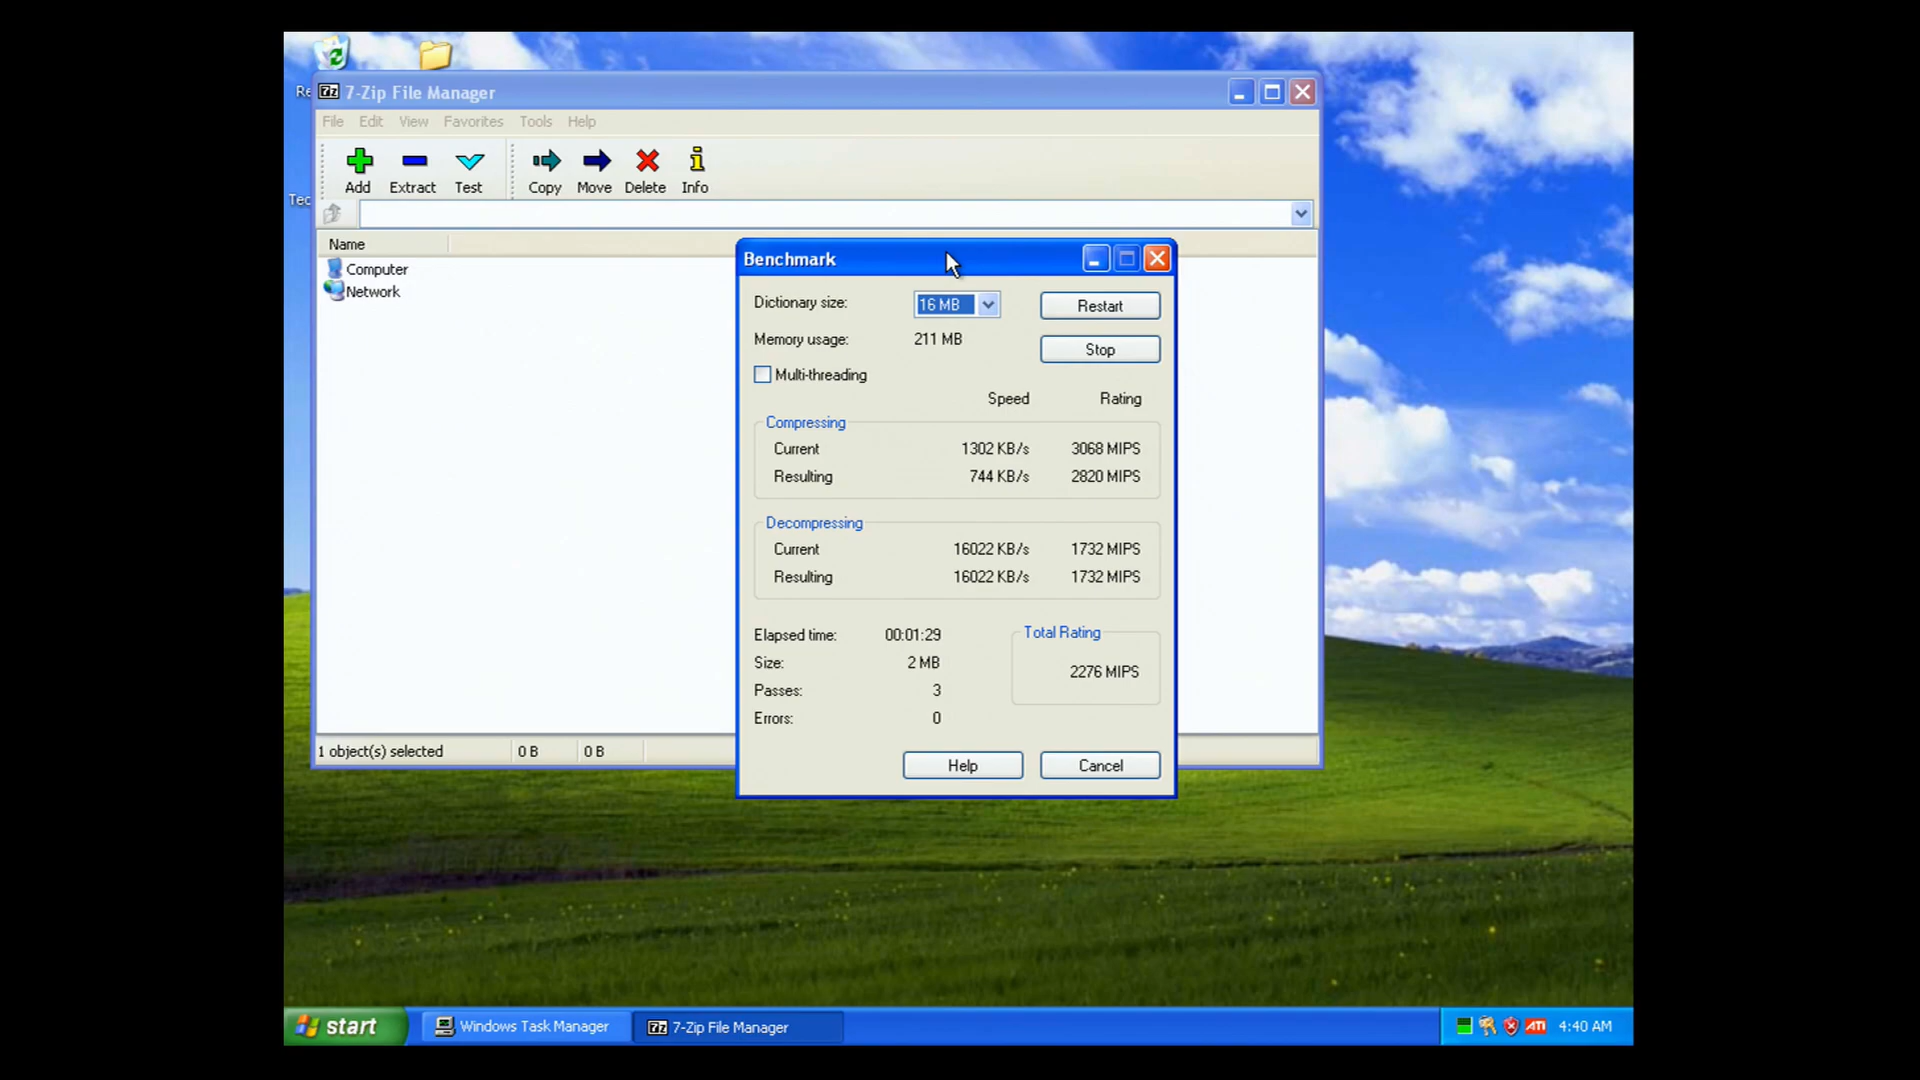 Re
7-Zip File Manager
File Edit View Favorites Tools Help
Add Extract Test Copy Move Delete Info
Tec
Name
Computer
Network
Benchmark
Dictionary size: 16 MB Restart
Memory usage: 211 MB
Stop
Multi-threading
Speed Rating
Compressing
Current 1302 KB/s 3068 MIPS
Resulting 744 KB/s 2820 MIPS
Decompressing
Current 16022 KB/s 1732 MIPS
Resulting 16022 KB/s 1732 MIPS
Elapsed time: 00:01:29
Total Rating
Size: 2 MB
2276 MIPS
Passes: 3
Errors: 0
Help Cancel
1 object(s) selected 0 B 0 B
start Windows Task Manager 7z 7-Zip File Manager ATI 4:40 AM